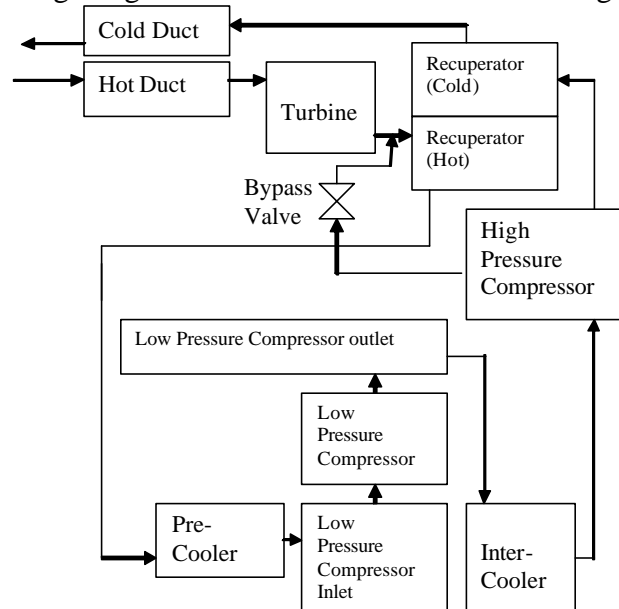 Cold Duct
Hot Duct
Turbine
Recuperator
(Cold)
Recuperator
(Hot)
Bypass
Valve
High
Pressure
Compressor
Low Pressure Compressor outlet
Low
Pressure
Compressor
Pre-
Cooler
Low
Pressure
Compressor
Inlet
Inter-
Cooler